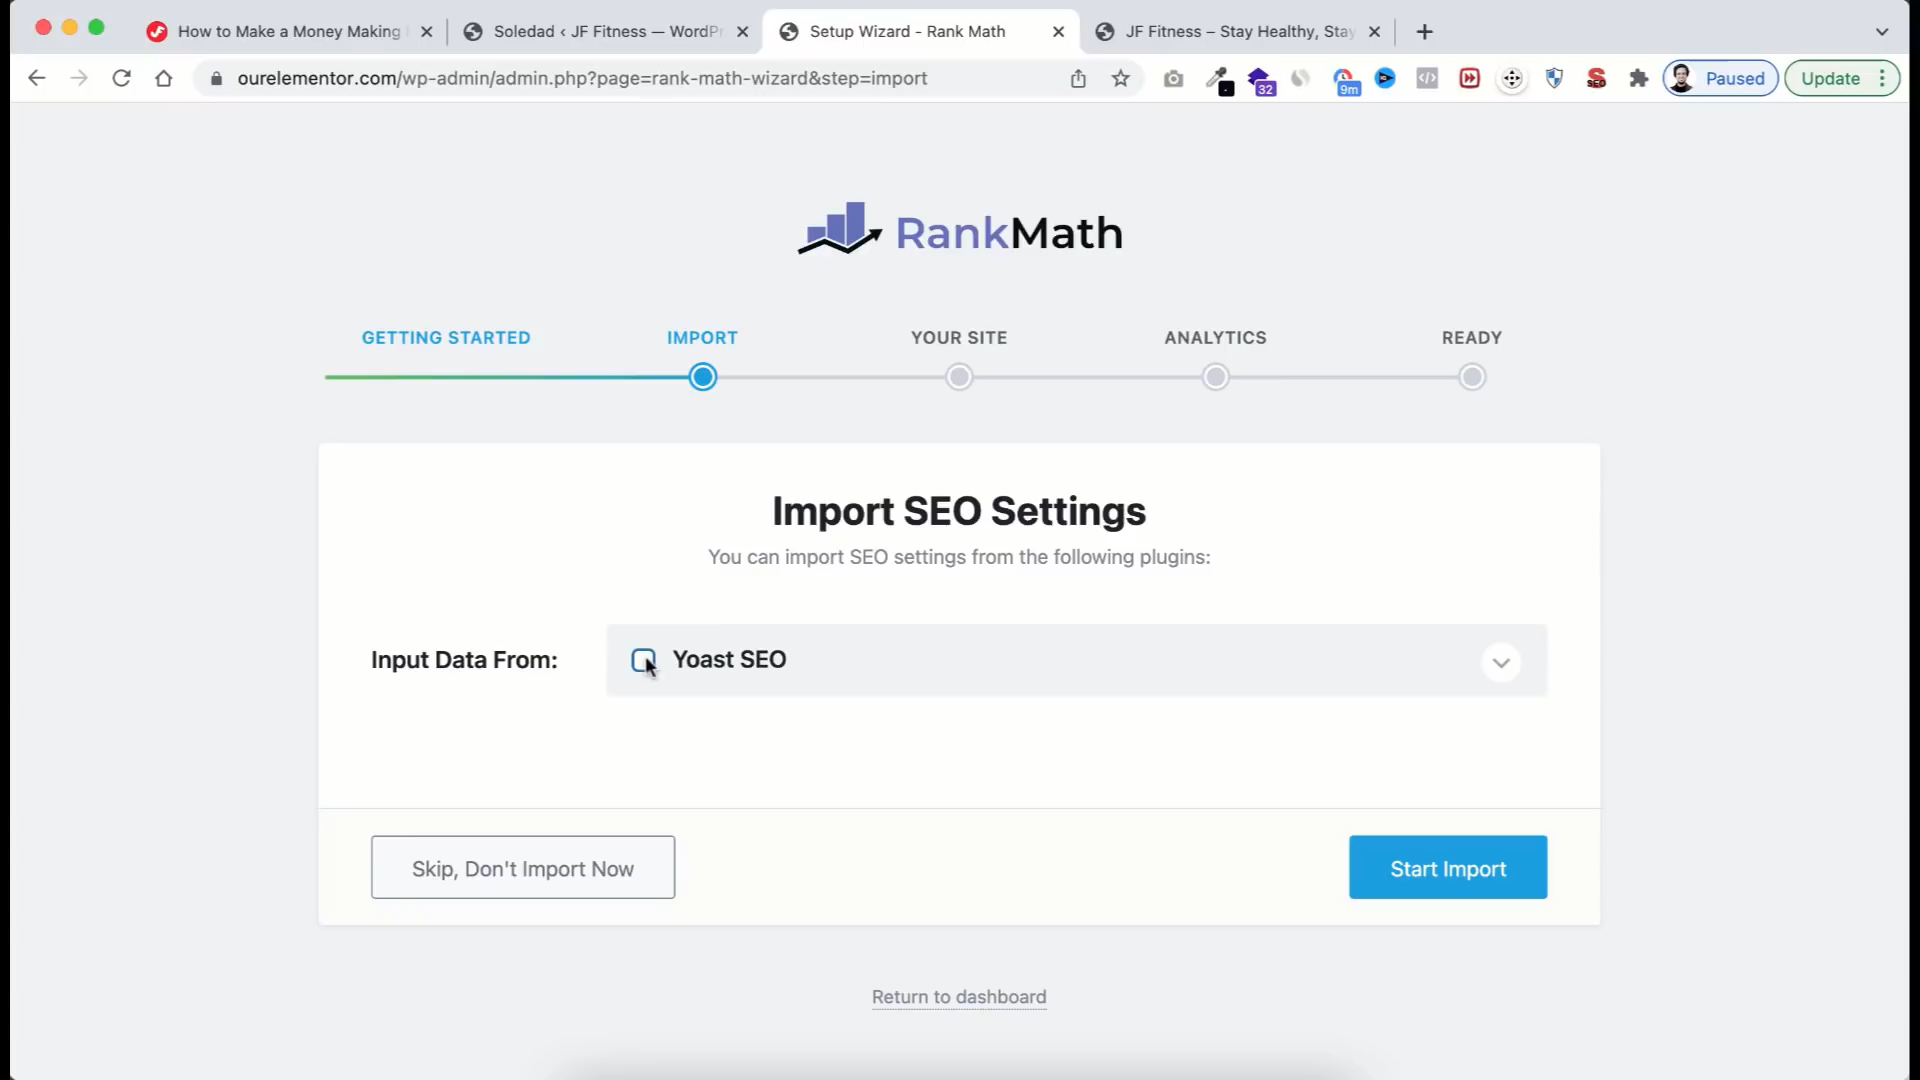 How to Make a Money Making
Soledad ‹ JF Fitness — WordPr
Setup Wizard - Rank Math
JF Fitness – Stay Healthy, Stay
ourelementor.com/wp-admin/admin.php?page=rank-math-wizard&step=import
32
9m
SEO
Paused
Update
RankMath
GETTING STARTED
IMPORT
YOUR SITE
ANALYTICS
READY
Import SEO Settings
You can import SEO settings from the following plugins:
Input Data From:
Yoast SEO
Skip, Don't Import Now
Start Import
Return to dashboard